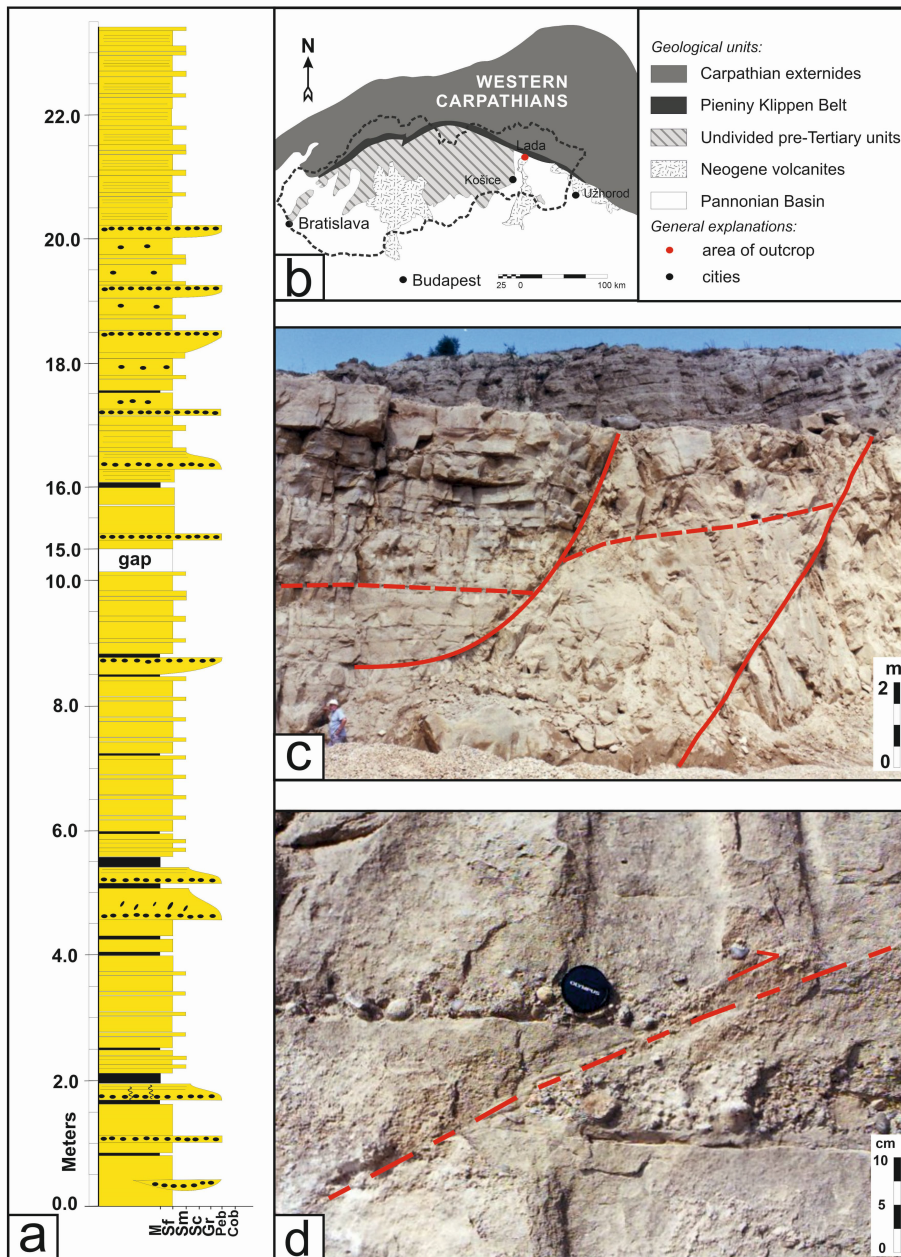 22.0
20.0
18.0
16.0
15.0
gap
10.0
8.0
6.0
4.0
2.0
Meters
0.0
M
Sf
Sm
Sc
Gr
Peb
Cob
a
N
WESTERN
CARPATHIANS
Lada
Košice
Užhorod
Bratislava
Budapest
25 0 100 km
b
Geological units:
Carpathian externides
Pieniny Klippen Belt
Undivided pre-Tertiary units
Neogene volcanites
Pannonian Basin
General explanations:
area of outcrop
cities
m
2
0
c
OLYMPUS
cm
10
5
0
d